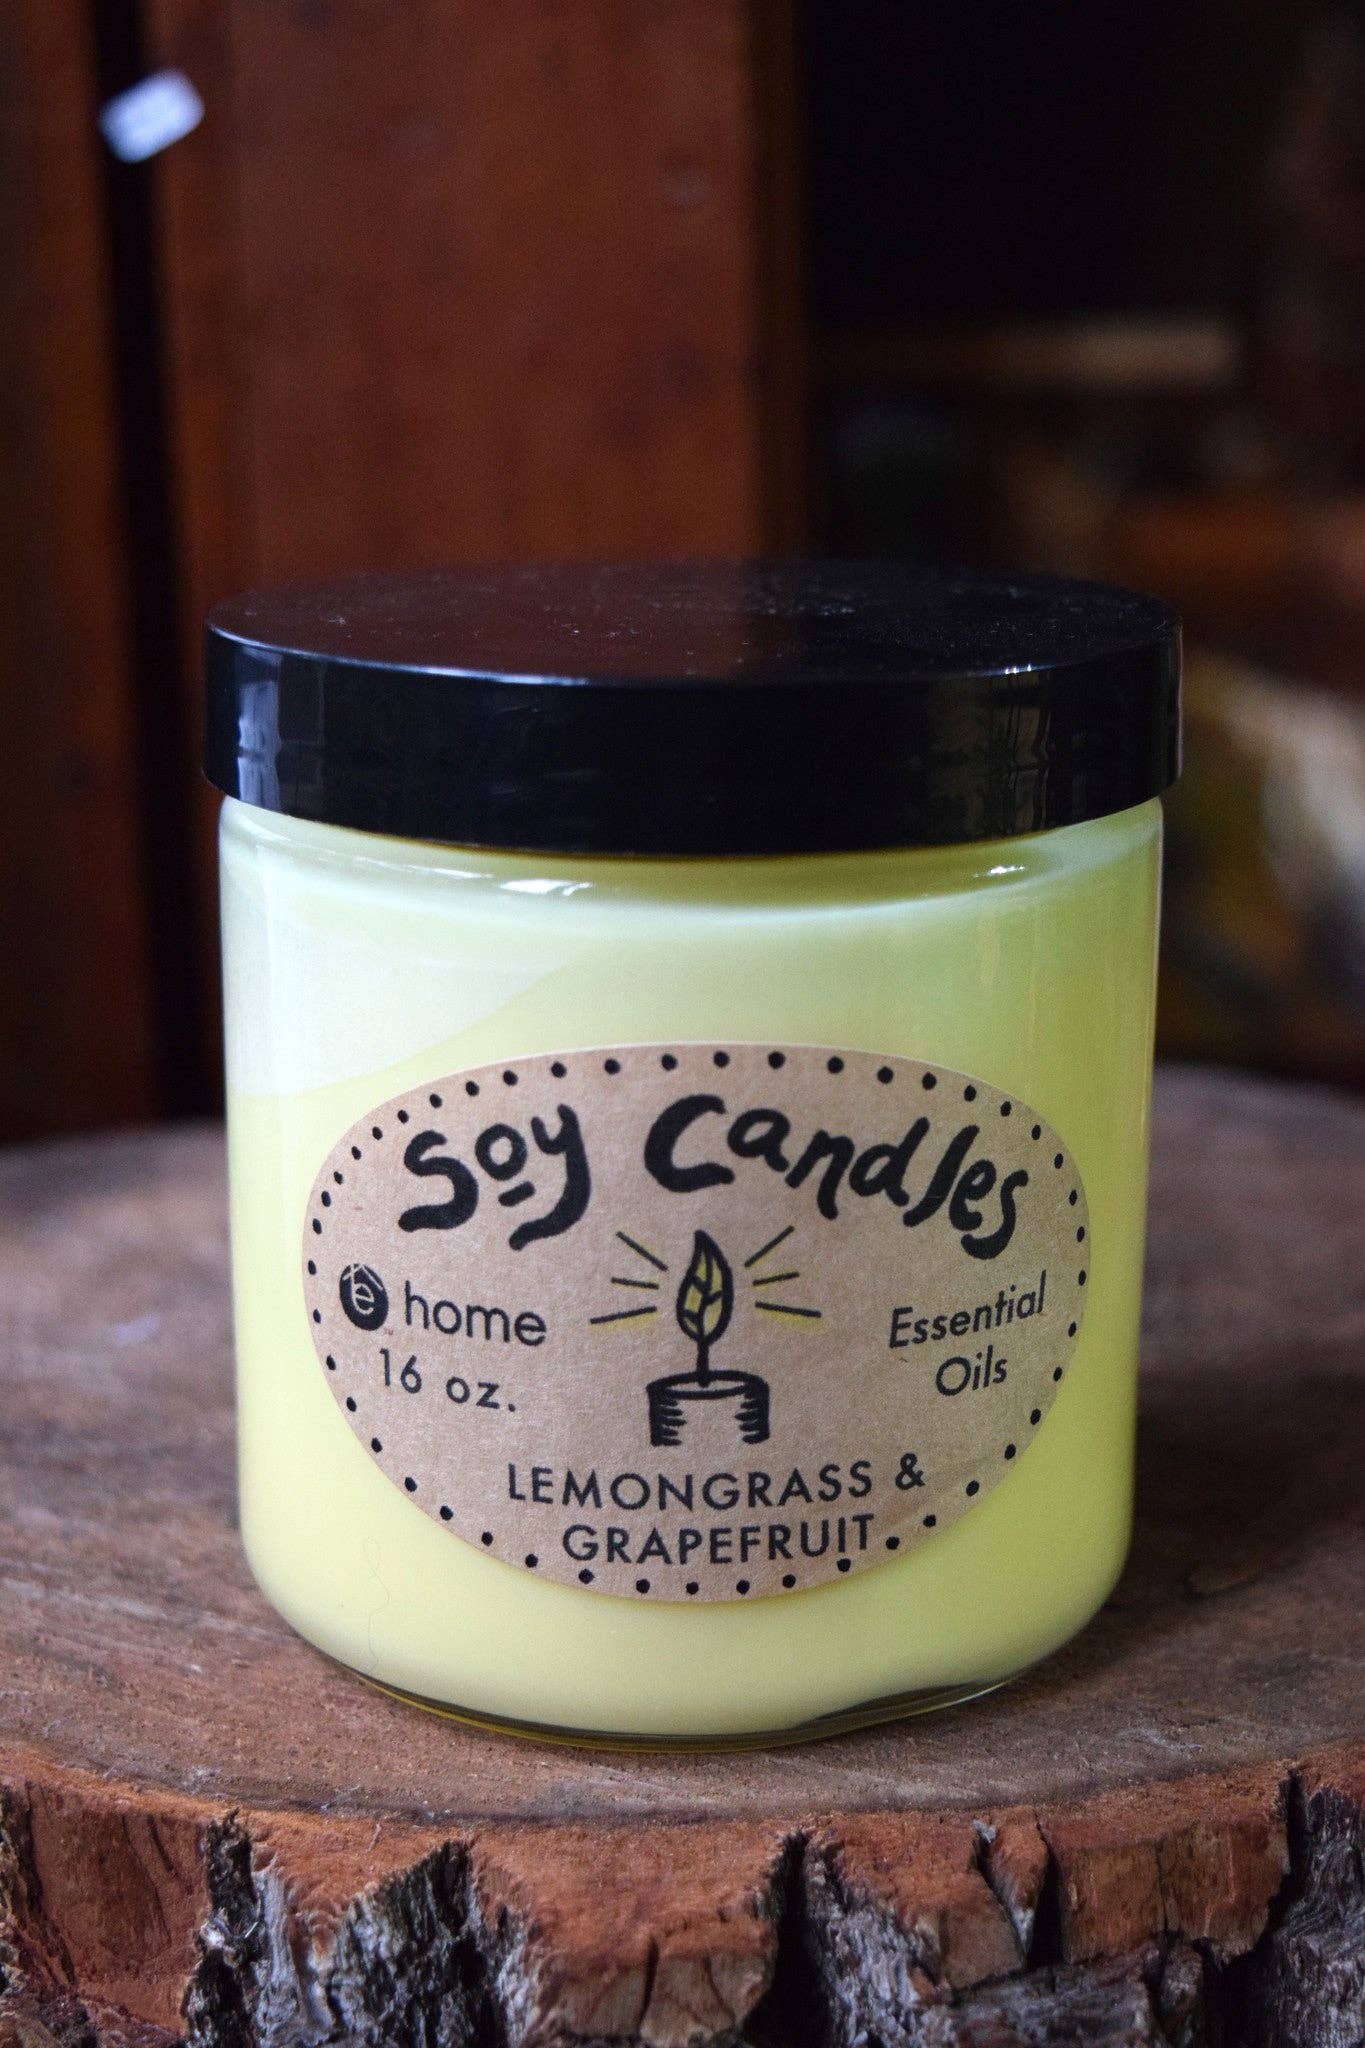 Soy Candles
e home
16 oz.
Essential
Oils
LEMONGRASS &
GRAPEFRUIT